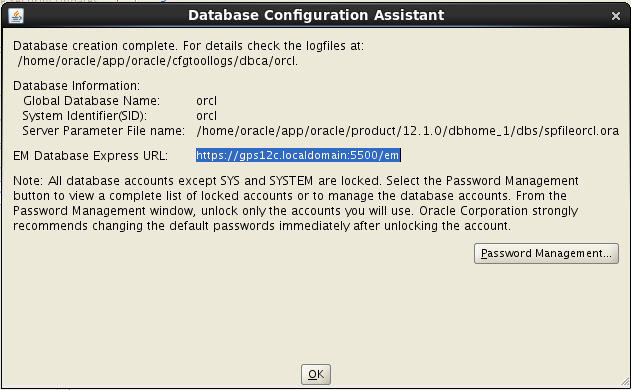 Database Configuration Assistant
Database creation complete. For details check the logfiles at:
/home/oracle/app/oracle/cfgtoollogs/dbca/orcl.
Database Information:
Global Database Name: orcl
System Identifier(SID): orcl
Server Parameter File name: /home/oracle/app/oracle/product/12.1.0/dbhome_1/dbs/spfileorcl.ora
EM Database Express URL: https://gps12c.localdomain:5500/em
Note: All database accounts except SYS and SYSTEM are locked. Select the Password Management
button to view a complete list of locked accounts or to manage the database accounts. From the
Password Management window, unlock only the accounts you will use. Oracle Corporation strongly
recommends changing the default passwords immediately after unlocking the account.
Password Management...
OK